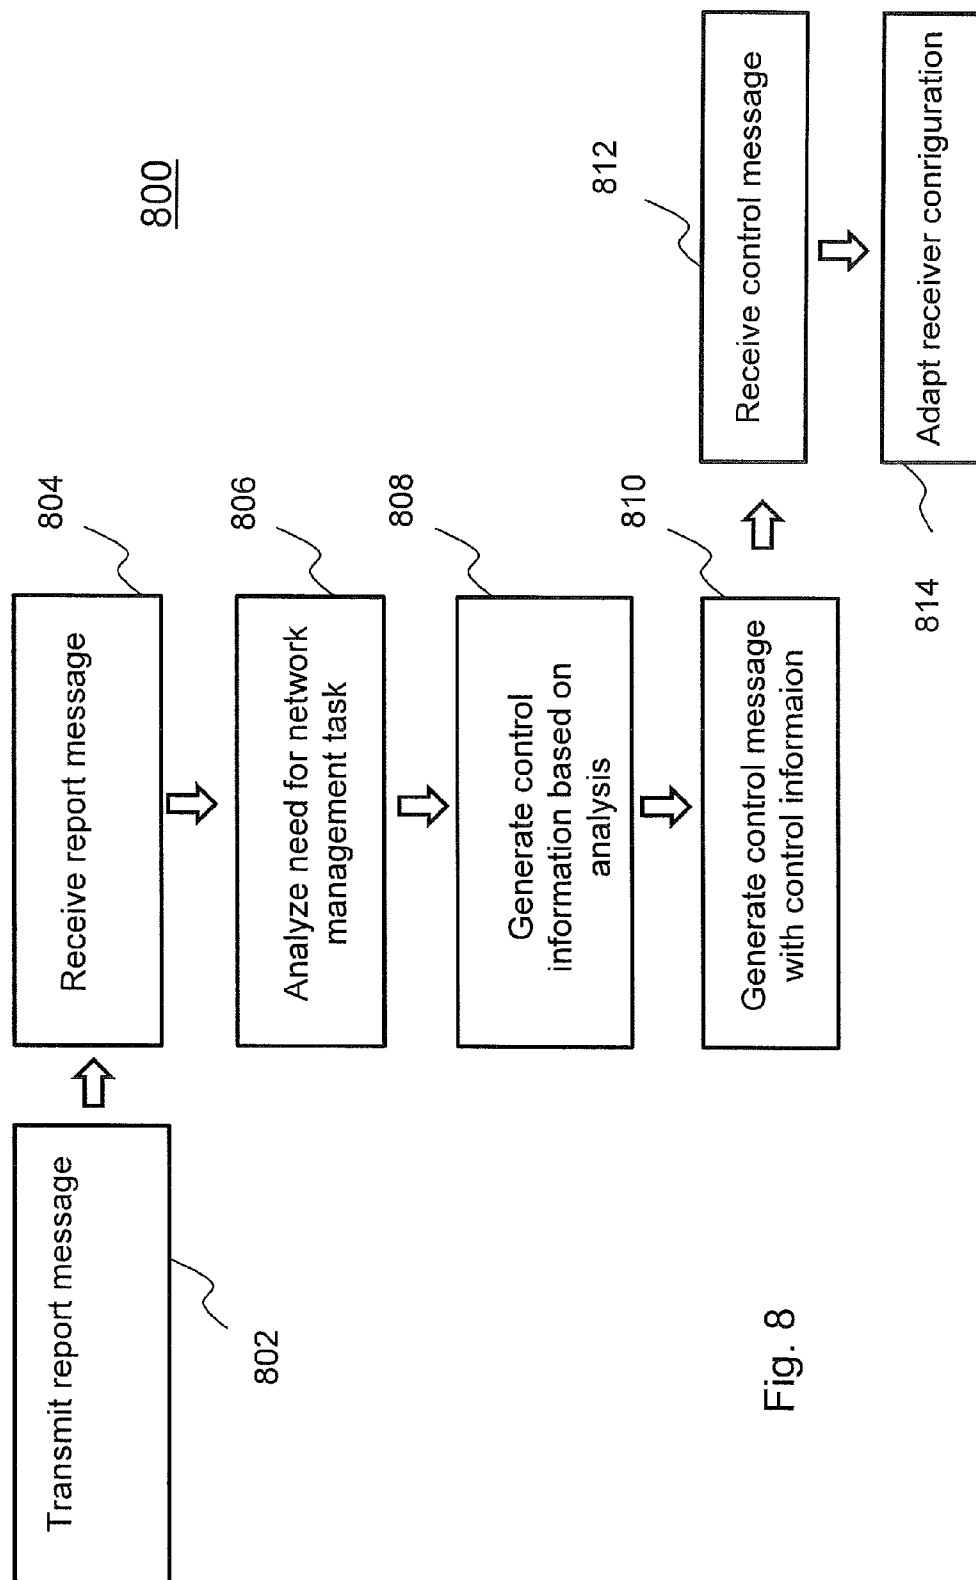 800
Transmit report message
802
Receive report message
804
Analyze need for network
management task
806
Generate control
information based on
analysis
808
Generate control message
with control informaion
810
Receive control message
812
Adapt receiver conriguration
814
Fig. 8